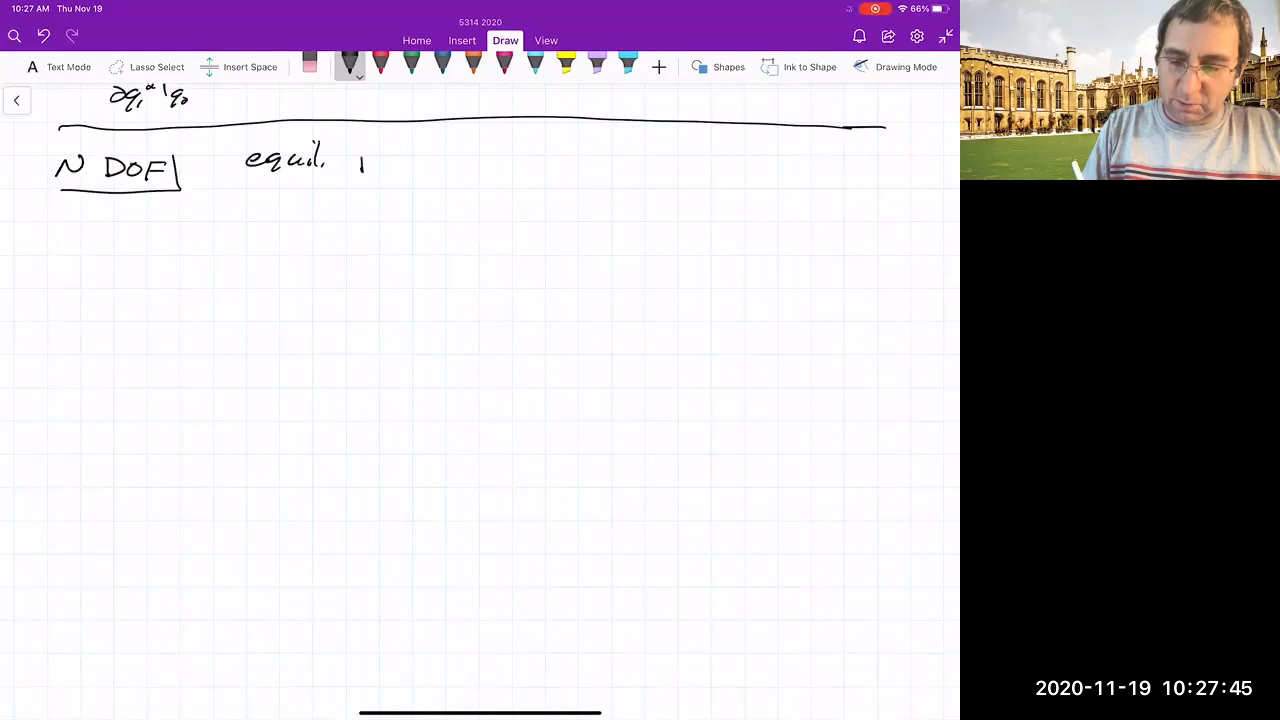 10:27 AM Thu Nov 19
66%
5314 2020
Home Insert Draw View
A Text Mode Lasso Select Insert Space Shapes Ink to Shape Drawing Mode
N DOF equil.
2020-11-19 10:27:45